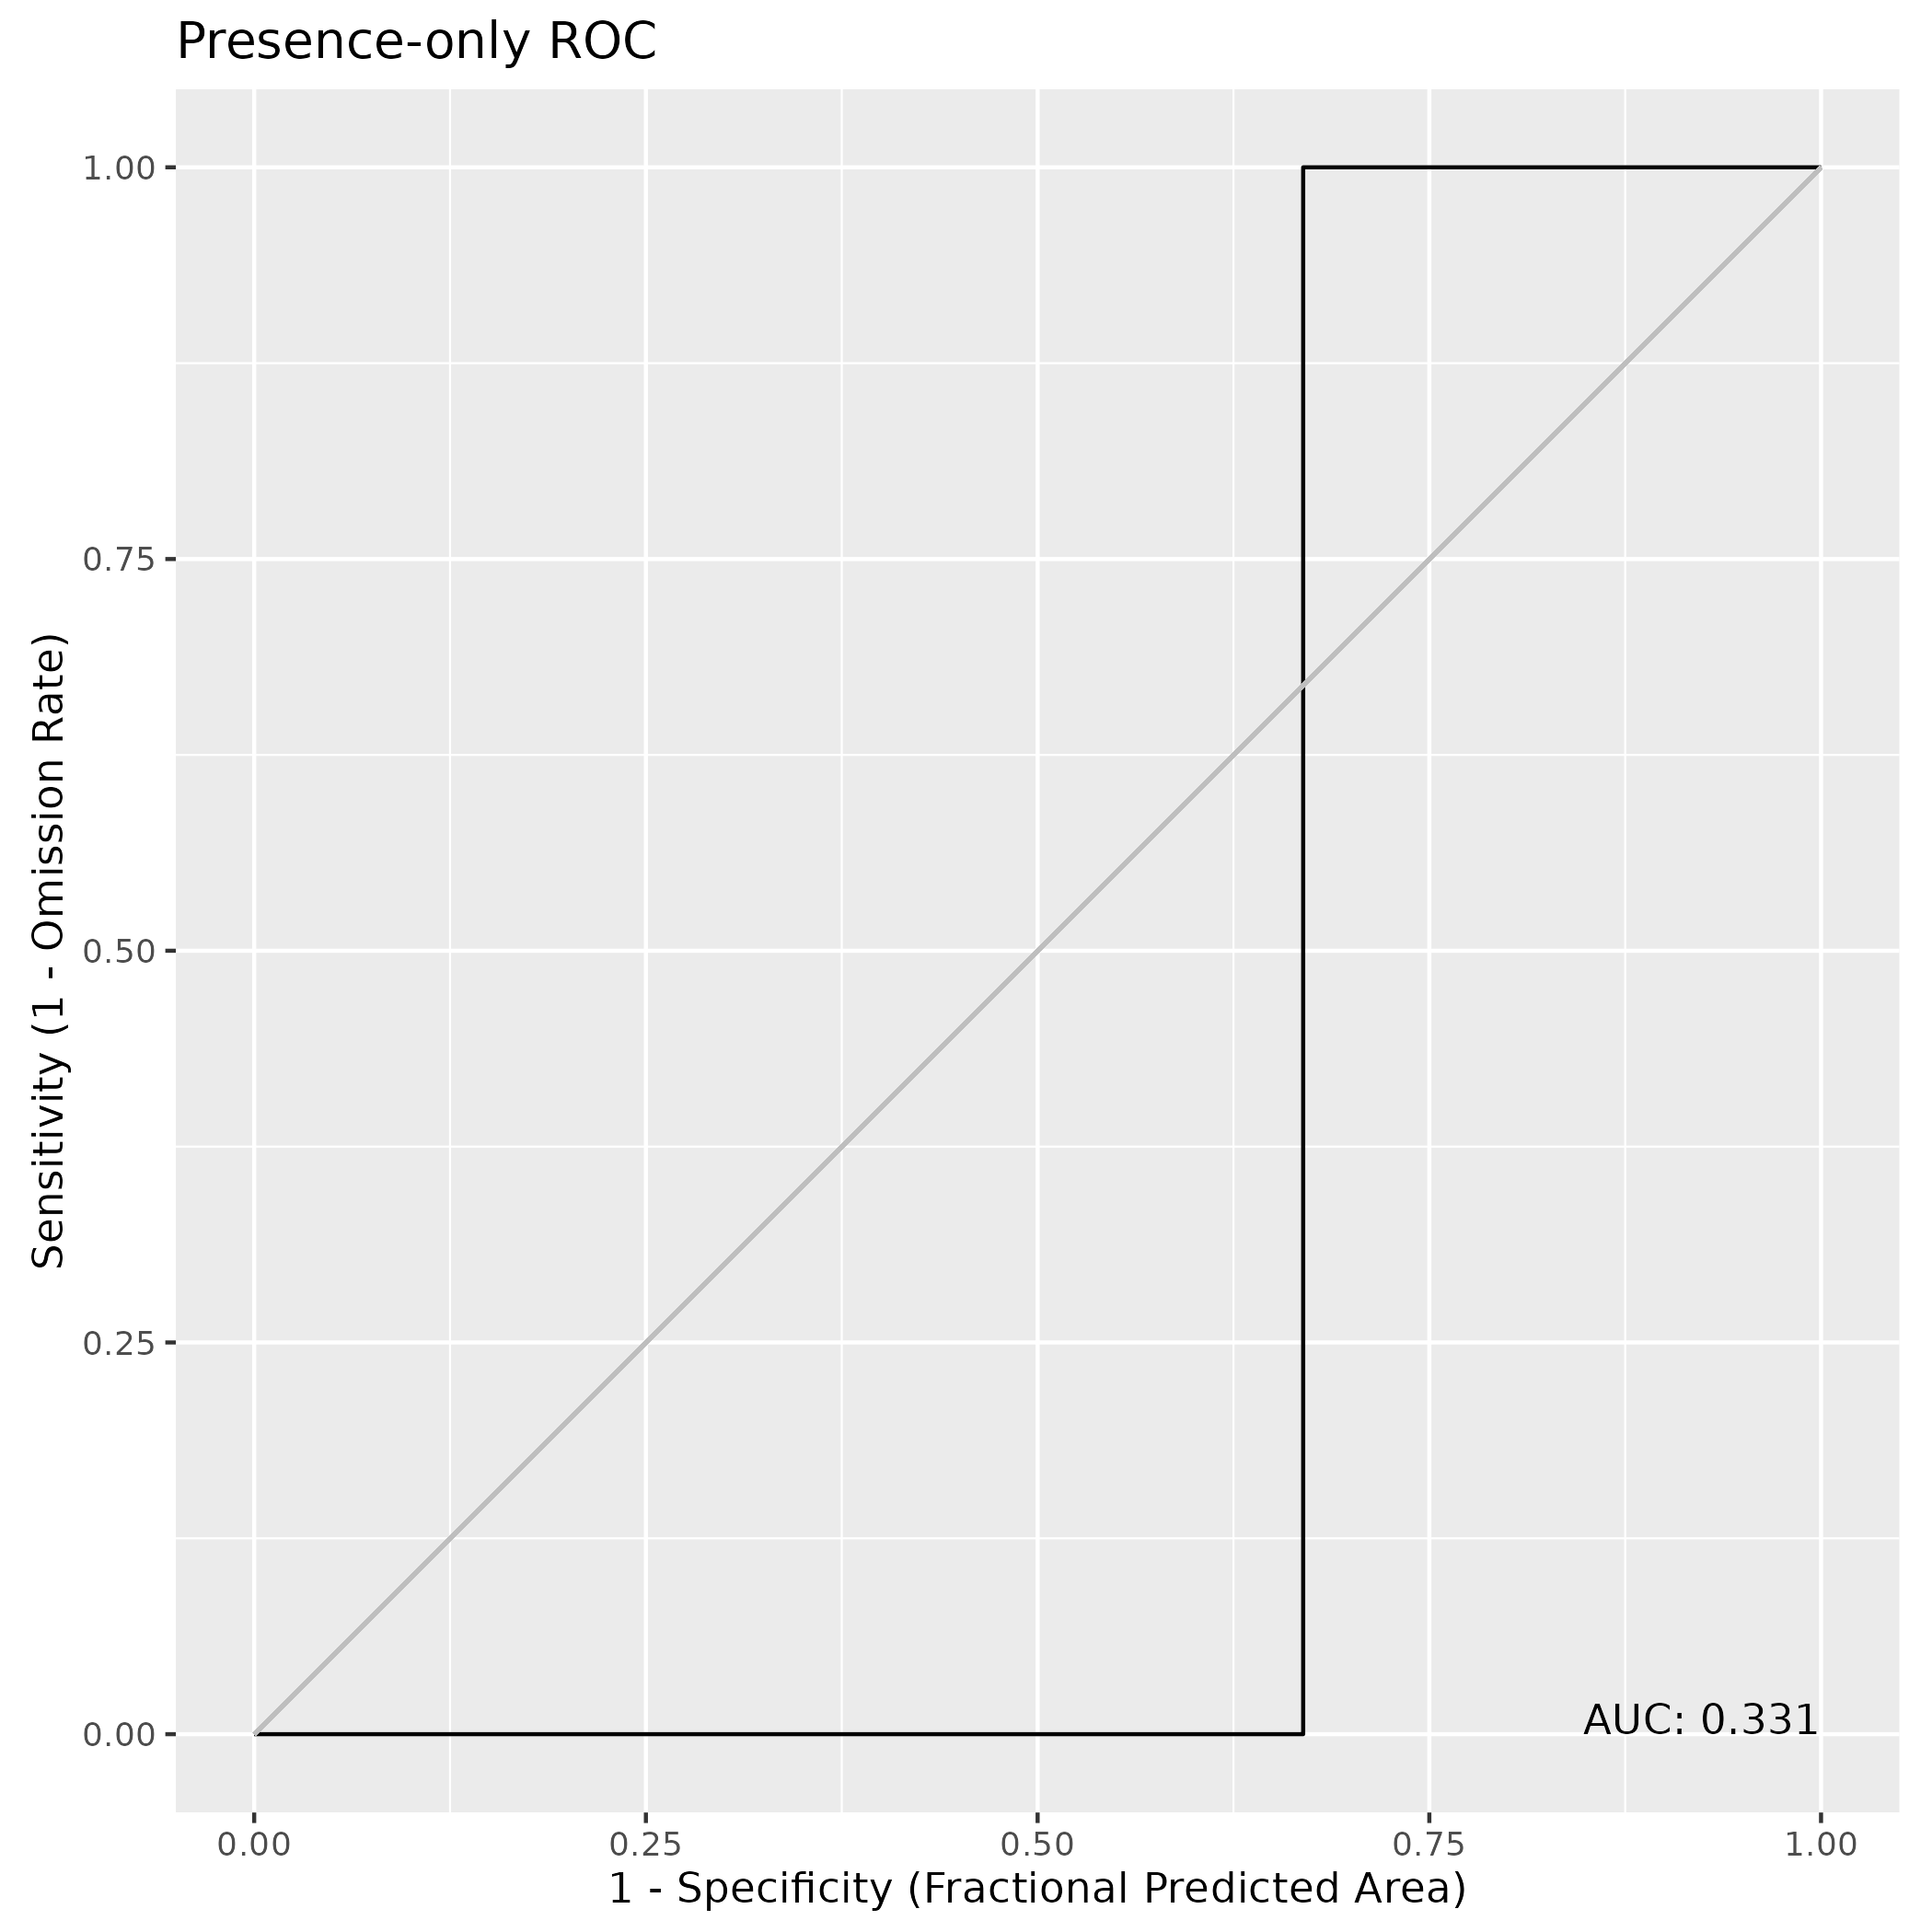 Presence-only ROC
Sensitivity (1 - Omission Rate)
1.00
0.75
0.50
0.25
0.00
AUC: 0.331
0.00 0.25 0.50 0.75 1.00
1 - Specificity (Fractional Predicted Area)